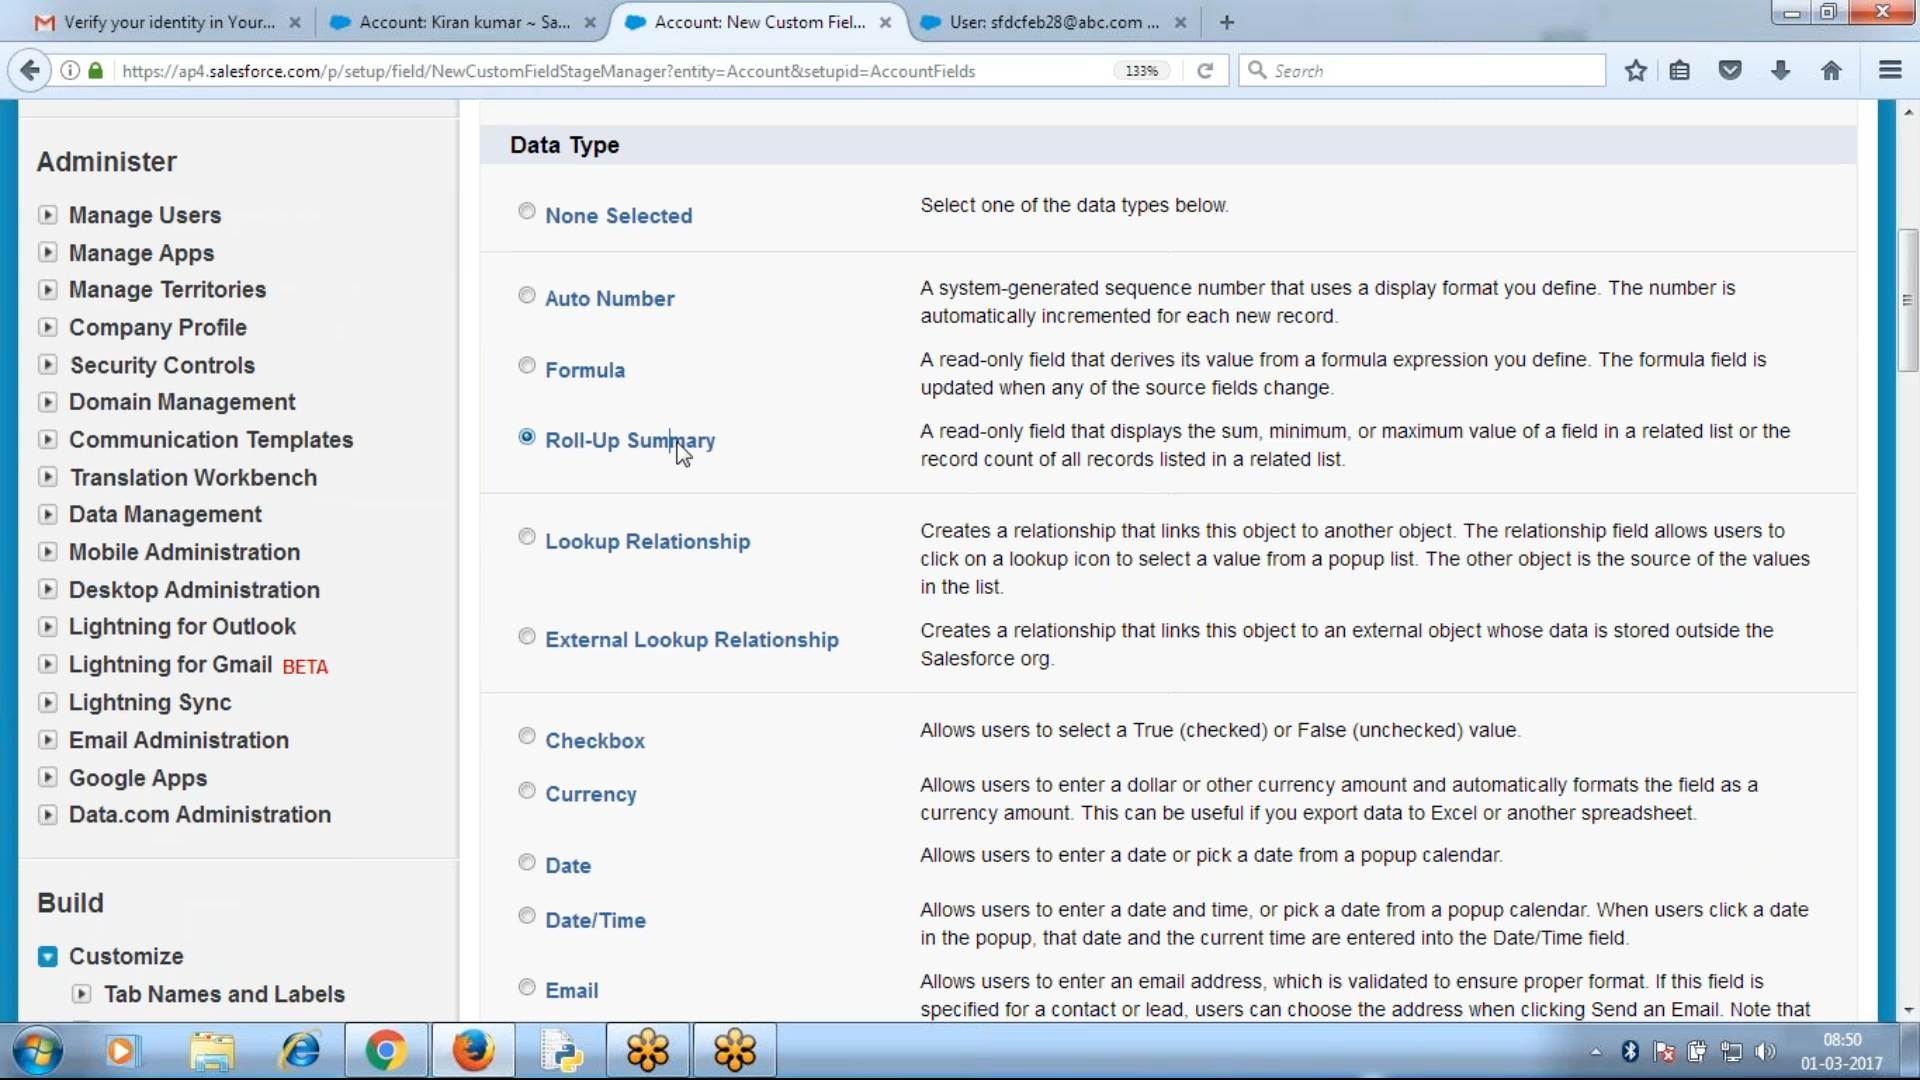 Verify your identity in Your...
Account: Kiran kumar ~ Sa...
Account: New Custom Fiel...
User: sfdcfeb28@abc.com ...
https://ap4.salesforce.com/p/setup/field/NewCustomFieldStageManager?entity=Account&setupid=AccountFields
133%
Search
Administer
Manage Users
Manage Apps
Manage Territories
Company Profile
Security Controls
Domain Management
Communication Templates
Translation Workbench
Data Management
Mobile Administration
Desktop Administration
Lightning for Outlook
Lightning for Gmail BETA
Lightning Sync
Email Administration
Google Apps
Data.com Administration
Build
Customize
Tab Names and Labels
Data Type
None Selected
Select one of the data types below.
Auto Number
A system-generated sequence number that uses a display format you define. The number is
automatically incremented for each new record.
Formula
A read-only field that derives its value from a formula expression you define. The formula field is
updated when any of the source fields change.
Roll-Up Summary
A read-only field that displays the sum, minimum, or maximum value of a field in a related list or the
record count of all records listed in a related list.
Lookup Relationship
Creates a relationship that links this object to another object. The relationship field allows users to
click on a lookup icon to select a value from a popup list. The other object is the source of the values
in the list.
External Lookup Relationship
Creates a relationship that links this object to an external object whose data is stored outside the
Salesforce org.
Checkbox
Allows users to select a True (checked) or False (unchecked) value.
Currency
Allows users to enter a dollar or other currency amount and automatically formats the field as a
currency amount. This can be useful if you export data to Excel or another spreadsheet.
Date
Allows users to enter a date or pick a date from a popup calendar.
Date/Time
Allows users to enter a date and time, or pick a date from a popup calendar. When users click a date
in the popup, that date and the current time are entered into the Date/Time field.
Email
Allows users to enter an email address, which is validated to ensure proper format. If this field is
specified for a contact or lead, users can choose the address when clicking Send an Email. Note that
08:50
01-03-2017